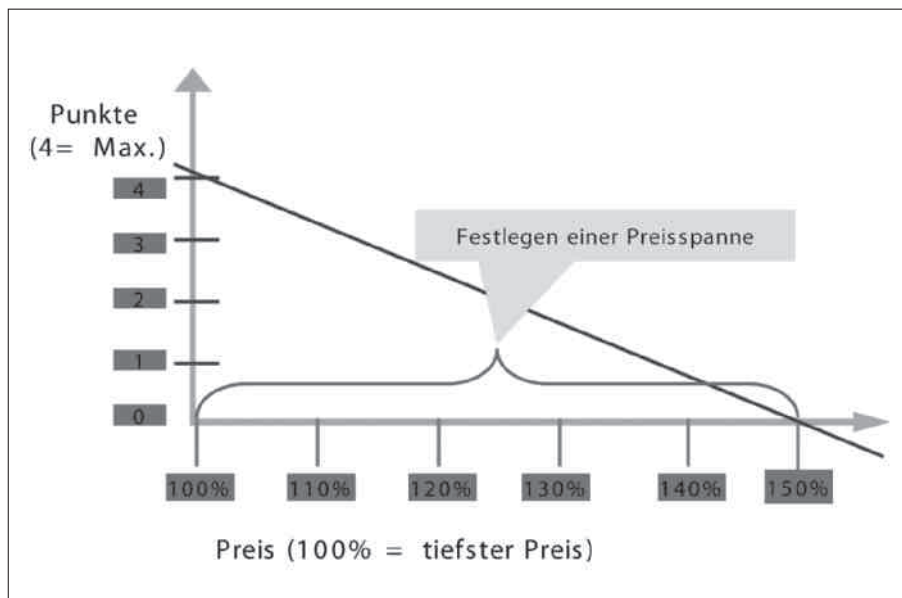 Punkte
(4= Max.)
4
3
2
1
0
Festlegen einer Preisspanne
100% 110% 120% 130% 140% 150%
Preis (100% = tiefster Preis)